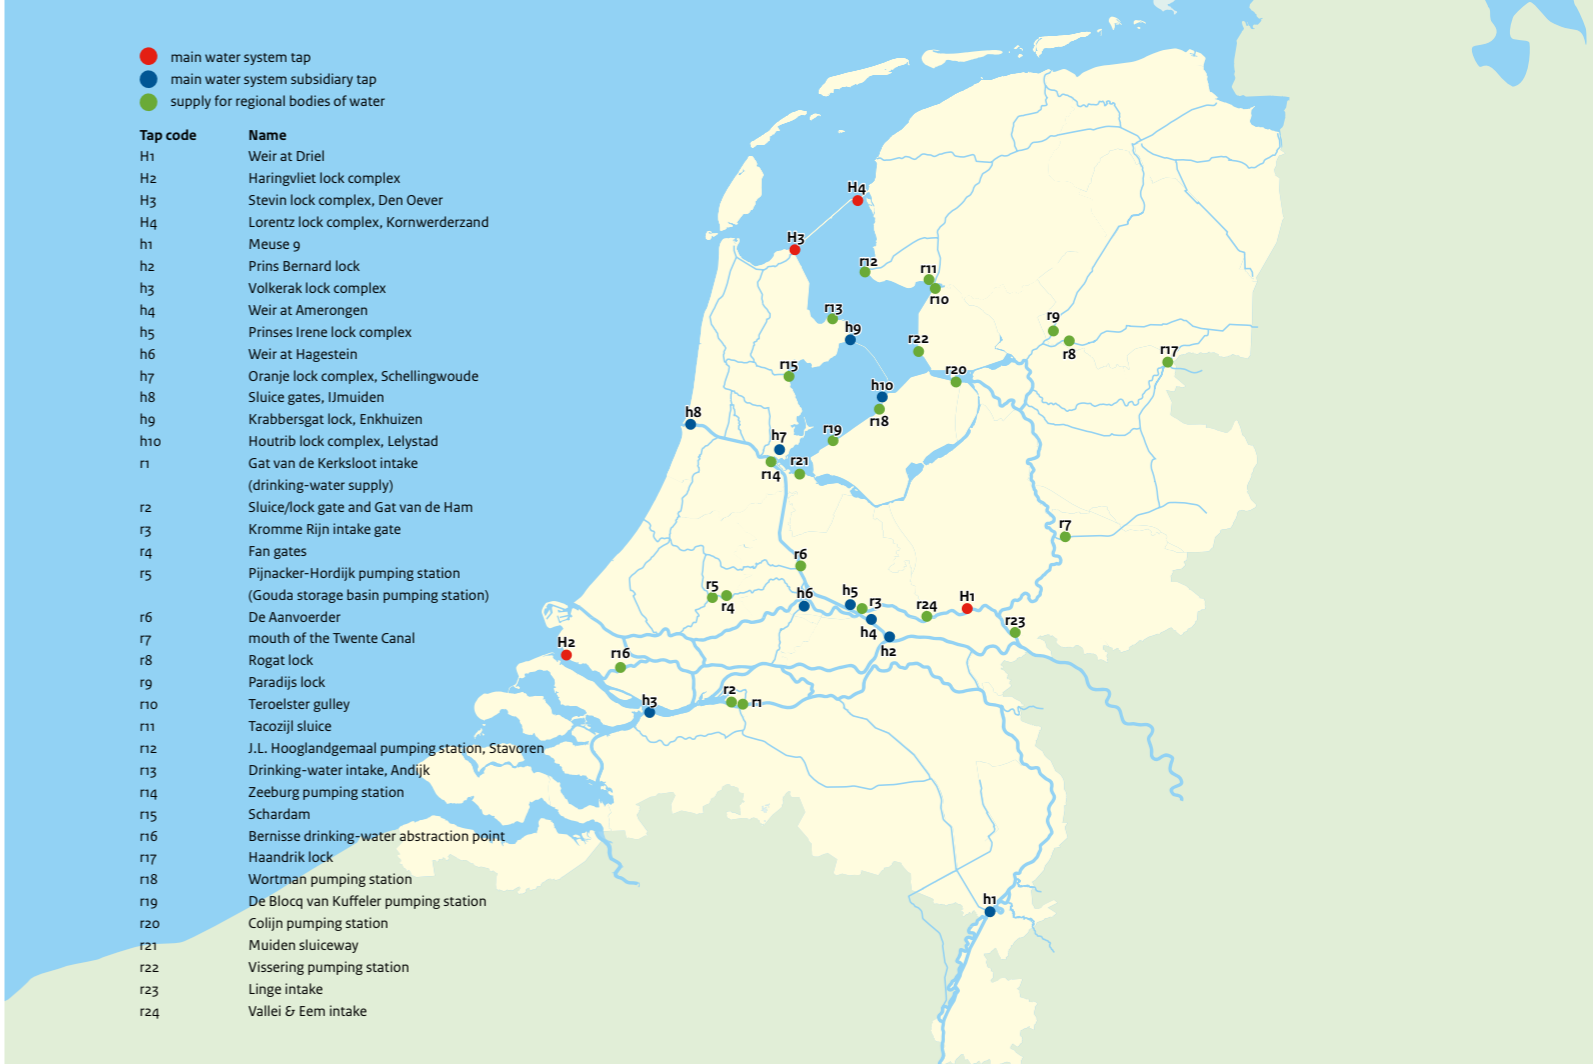 main water system tap
main water system subsidiary tap
supply for regional bodies of water
Tap code Name
H1 Weir at Driel
H2 Haringvliet lock complex
H3 Stevin lock complex, Den Oever
H4 Lorentz lock complex, Kornwerderzand
h1 Meuse 9
h2 Prins Bernard lock
h3 Volkerak lock complex
h4 Weir at Amerongen
h5 Prinses Irene lock complex
h6 Weir at Hagestein
h7 Oranje lock complex, Schellingwoude
h8 Sluice gates, IJmuiden
h9 Krabbersgat lock, Enkhuizen
h10 Houtrib lock complex, Lelystad
r1 Gat van de Kerksloot intake
(drinking-water supply)
r2 Sluice/lock gate and Gat van de Ham
r3 Kromme Rijn intake gate
r4 Fan gates
r5 Pijnacker-Hordijk pumping station
(Gouda storage basin pumping station)
r6 De Aanvoerder
r7 mouth of the Twente Canal
r8 Rogat lock
r9 Paradijs lock
r10 Teroelster gulley
r11 Tacozijl sluice
r12 J.L. Hooglandgemaal pumping station, Stavoren
r13 Drinking-water intake, Andijk
r14 Zeeburg pumping station
r15 Schardam
r16 Bernisse drinking-water abstraction point
r17 Haandrik lock
r18 Wortman pumping station
r19 De Blocq van Kuffeler pumping station
r20 Colijn pumping station
r21 Muiden sluiceway
r22 Vissering pumping station
r23 Linge intake
r24 Vallei & Eem intake
H4
H3
r12
r11
r10
r13
h9
r9
r8
r22
r17
r15
r20
h10
r18
h8
r19
h7
r14
r21
r7
r6
r5
r4
h6
h5
r3
r24
H1
h4
r23
h2
H2
r16
r2
r1
h3
h1